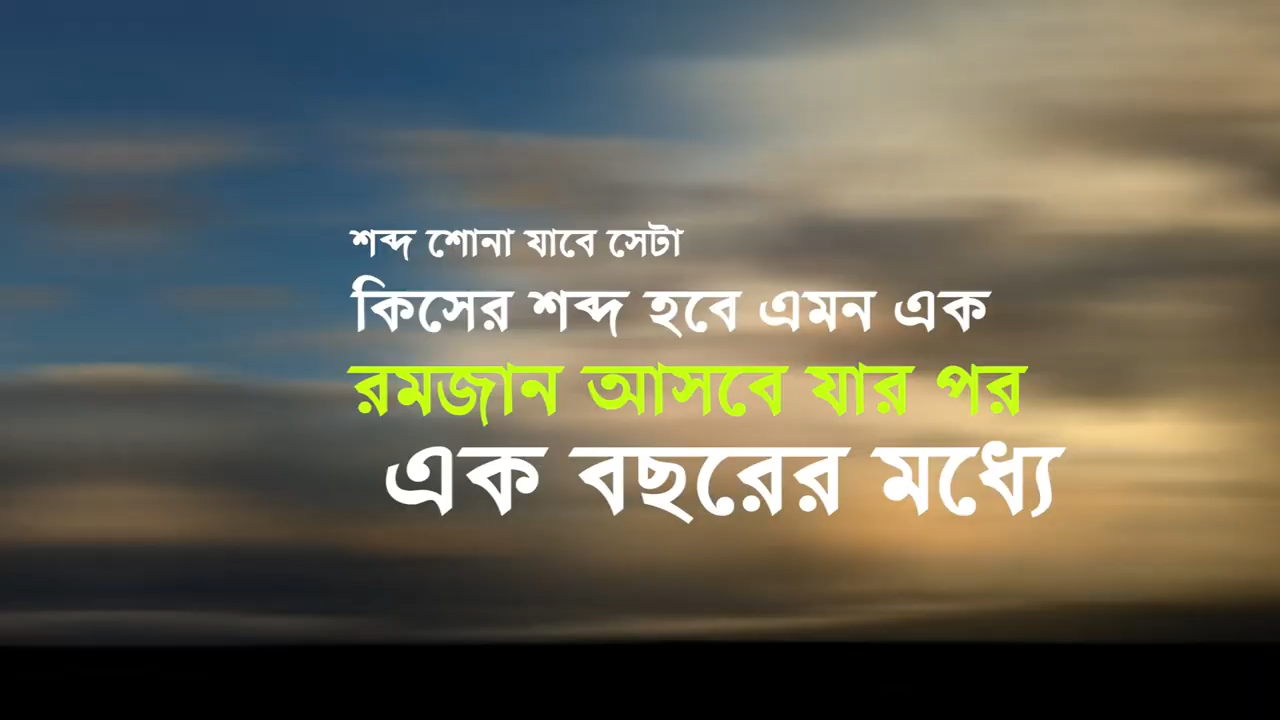 শব্দ শোনা যাবে সেটা
কিসের শব্দ হবে এমন এক
রমজান আসবে যার পর
এক বছরের মধ্যে